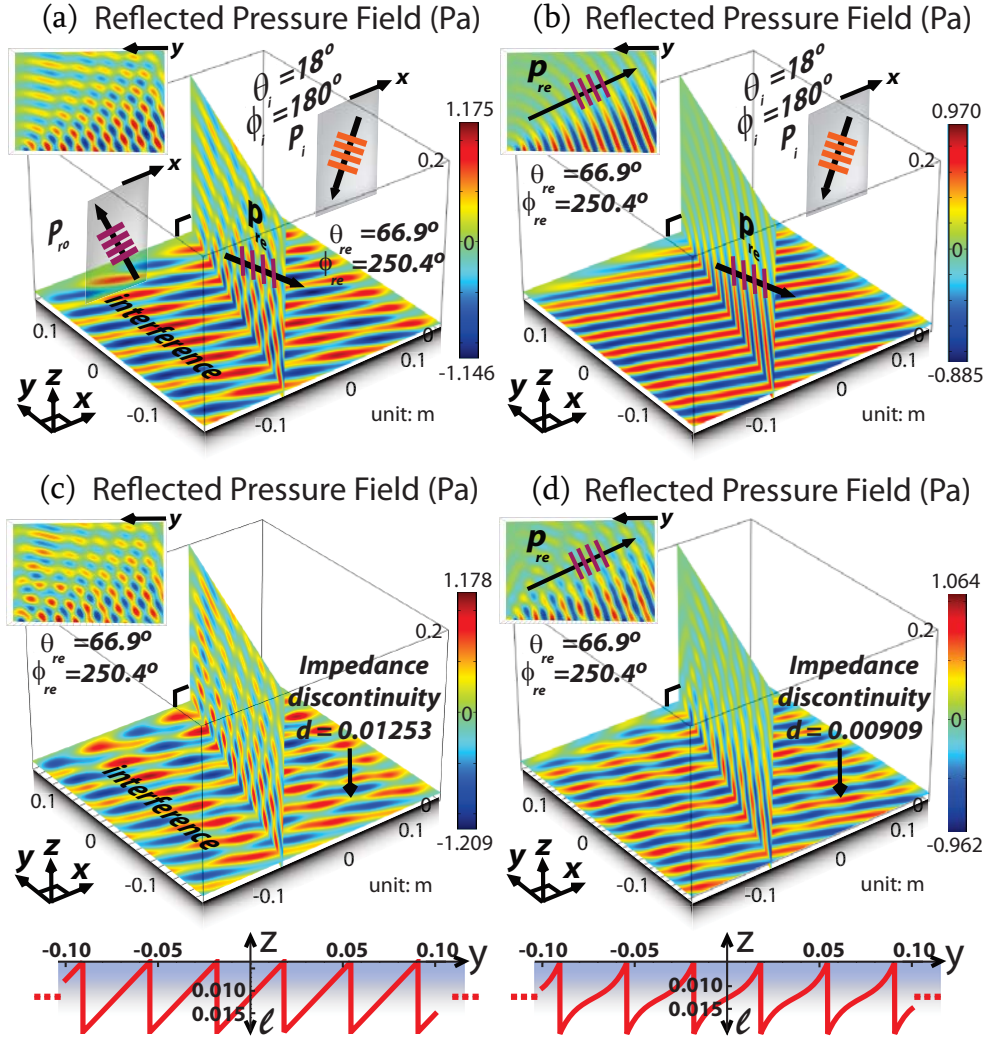 (a) Reflected Pressure Field (Pa)
y
θi =18o
ϕi =180o
Pi
x
x
Pro
pre
θre =66.9o
ϕre =250.4o
interference
0.2
1.175
0
-1.146
0.1
0
-0.1
-0.1
0
0.1
0
unit: m
y z x
(b) Reflected Pressure Field (Pa)
y
pre
θi =18o
ϕi =180o
Pi
x
θre =66.9o
ϕre =250.4o
pre
0.2
0.970
0
-0.885
0.1
0
-0.1
-0.1
0
0.1
0
unit: m
y z x
(c) Reflected Pressure Field (Pa)
y
θre =66.9o
ϕre =250.4o
Impedance
discontinuity
d = 0.01253
interference
0.2
1.178
0
-1.209
0.1
0
-0.1
-0.1
0
0.1
0
unit: m
y z x
(d) Reflected Pressure Field (Pa)
y
pre
θre =66.9o
ϕre =250.4o
Impedance
discontinuity
d = 0.00909
0.2
1.064
0
-0.962
0.1
0
-0.1
-0.1
0
0.1
0
unit: m
y z x
-0.10 -0.05 z 0.05 0.10 y
0.010
0.015
ℓ
-0.10 -0.05 z 0.05 0.10 y
0.010
0.015
ℓ